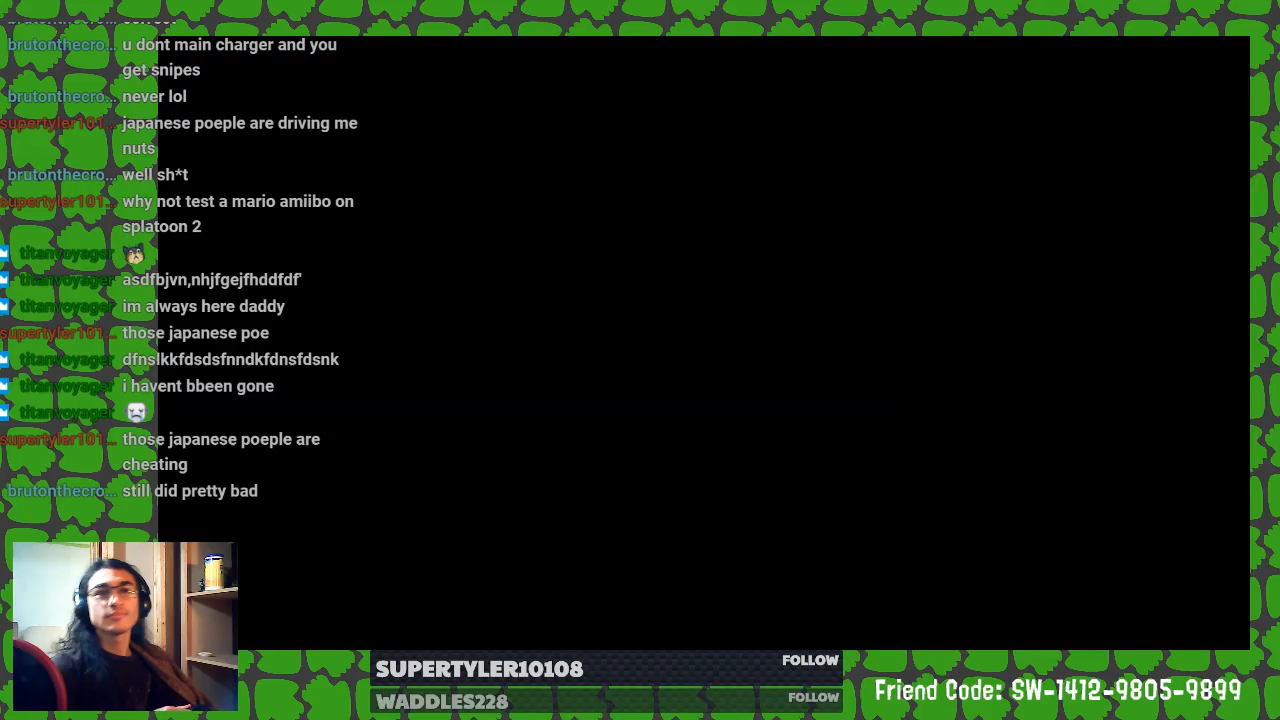 brutonthecro... u dont main charger and you
get snipes
brutonthecro... never lol
supertyler101... japanese poeple are driving me
nuts
brutonthecro... well sh*t
supertyler101... why not test a mario amiibo on
splatoon 2
titanvoyager
titanvoyager asdfbjvn,nhjfgejfhddfdf'
titanvoyager im always here daddy
supertyler101... those japanese poe
titanvoyager dfnslkkfdsdsfnndkfdnsfdsnk
titanvoyager i havent bbeen gone
titanvoyager
supertyler101... those japanese poeple are
cheating
brutonthecro... still did pretty bad
SUPERTYLER10108 FOLLOW
WADDLES228 FOLLOW
Friend Code: SW-1412-9805-9899